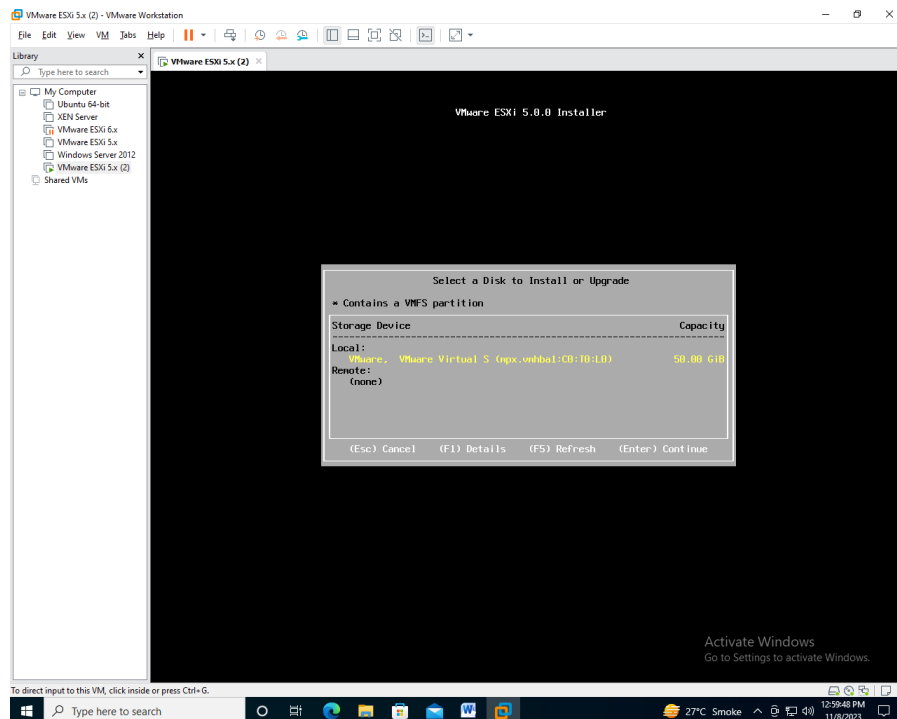 VMware ESXi 5.x (2) - VMware Workstation
File Edit View VM Tabs Help
Library
Type here to search
VMware ESXi 5.x (2)
My Computer
Ubuntu 64-bit
XEN Server
VMware ESXi 6.x
VMware ESXi 5.x
Windows Server 2012
VMware ESXi 5.x (2)
Shared VMs
VMware ESXi 5.0.0 Installer
Select a Disk to Install or Upgrade
* Contains a VMFS partition
Storage Device Capacity
Local:
VMware, VMware Virtual S (mpx.vmhba1:C0:T0:L0) 50.00 GiB
Remote:
(none)
(Esc) Cancel (F1) Details (F5) Refresh (Enter) Continue
Activate Windows
Go to Settings to activate Windows.
To direct input to this VM, click inside or press Ctrl+G.
Type here to search
27°C Smoke
12:59:48 PM
11/8/2023